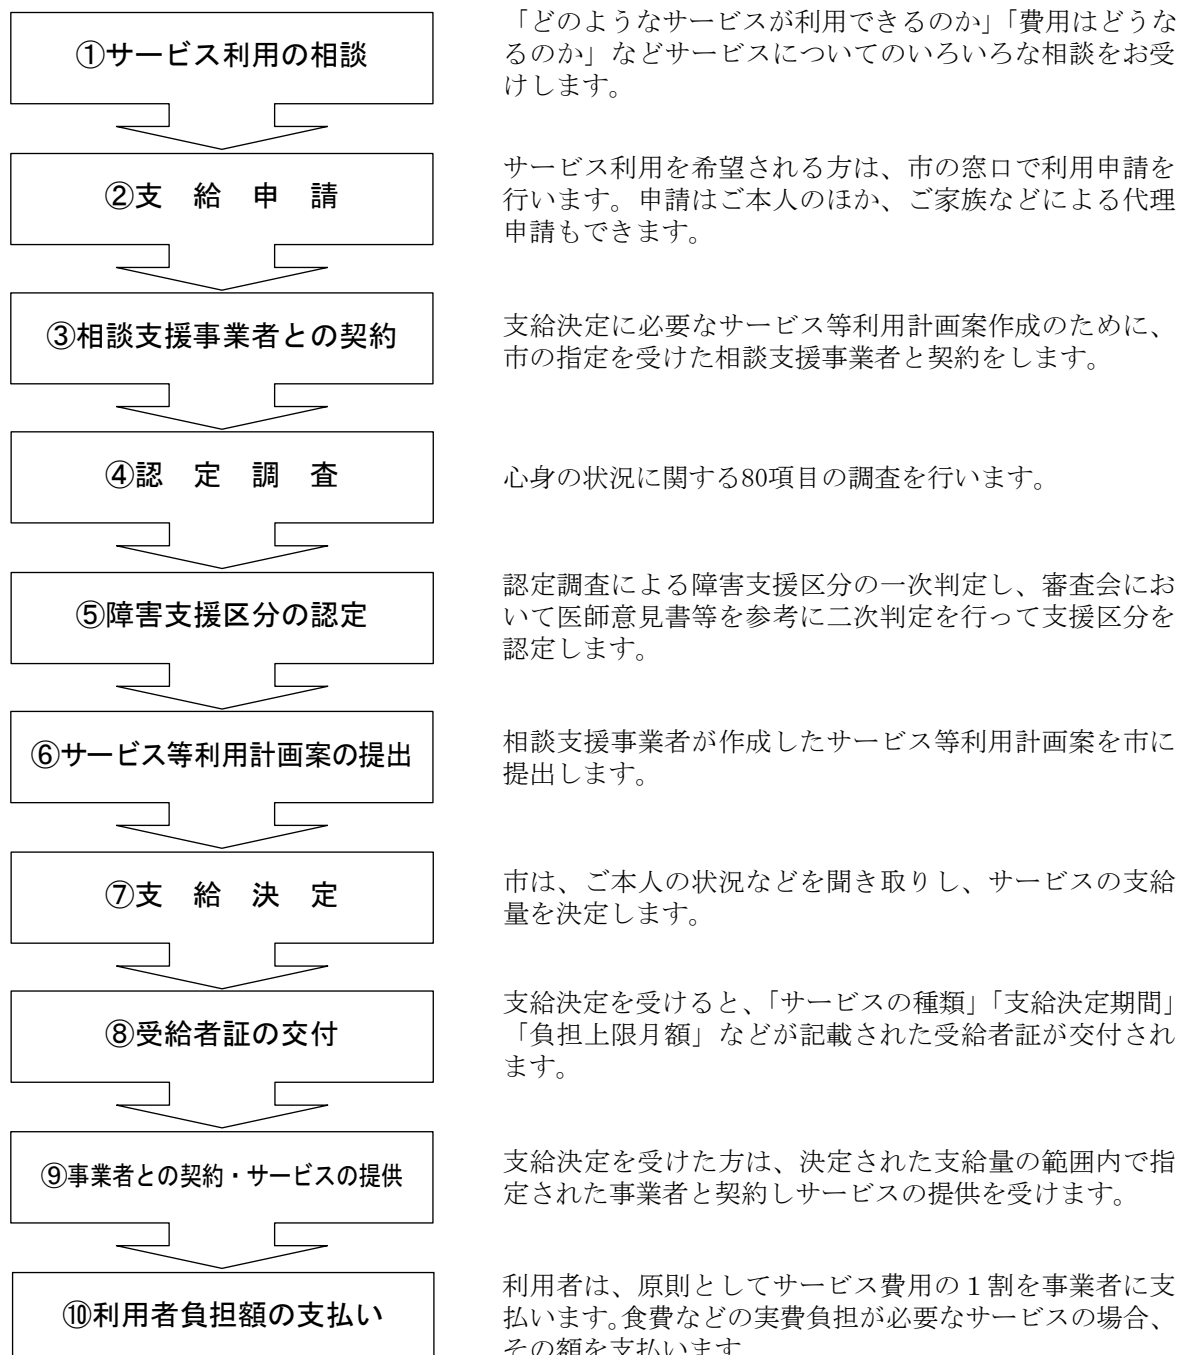 ①サービス利用の相談
「どのようなサービスが利用できるのか」「費用はどうな
るのか」などサービスについてのいろいろな相談をお受
けします。
②支　給　申　請
サービス利用を希望される方は、市の窓口で利用申請を
行います。申請はご本人のほか、ご家族などによる代理
申請もできます。
③相談支援事業者との契約
支給決定に必要なサービス等利用計画案作成のために、
市の指定を受けた相談支援事業者と契約をします。
④認　定　調　査
心身の状況に関する80項目の調査を行います。
⑤障害支援区分の認定
認定調査による障害支援区分の一次判定し、審査会にお
いて医師意見書等を参考に二次判定を行って支援区分を
認定します。
⑥サービス等利用計画案の提出
相談支援事業者が作成したサービス等利用計画案を市に
提出します。
⑦支　給　決　定
市は、ご本人の状況などを聞き取りし、サービスの支給
量を決定します。
⑧受給者証の交付
支給決定を受けると、「サービスの種類」「支給決定期間」
「負担上限月額」などが記載された受給者証が交付され
ます。
⑨事業者との契約・サービスの提供
支給決定を受けた方は、決定された支給量の範囲内で指
定された事業者と契約しサービスの提供を受けます。
⑩利用者負担額の支払い
利用者は、原則としてサービス費用の１割を事業者に支
払います。食費などの実費負担が必要なサービスの場合、
その額を支払います